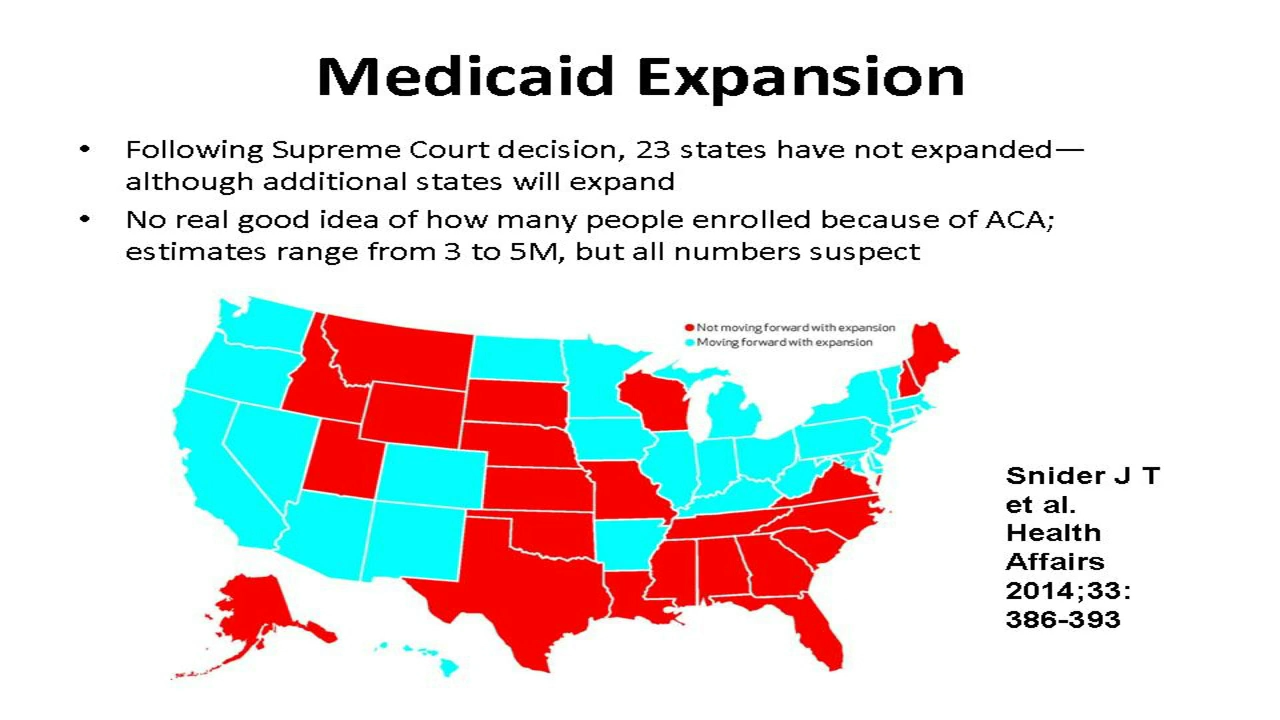 Medicaid Expansion
• Following Supreme Court decision, 23 states have not expanded—
although additional states will expand
• No real good idea of how many people enrolled because of ACA;
estimates range from 3 to 5M, but all numbers suspect
Not moving forward with expansion
Moving forward with expansion
Snider J T
et al.
Health
Affairs
2014;33:
386-393